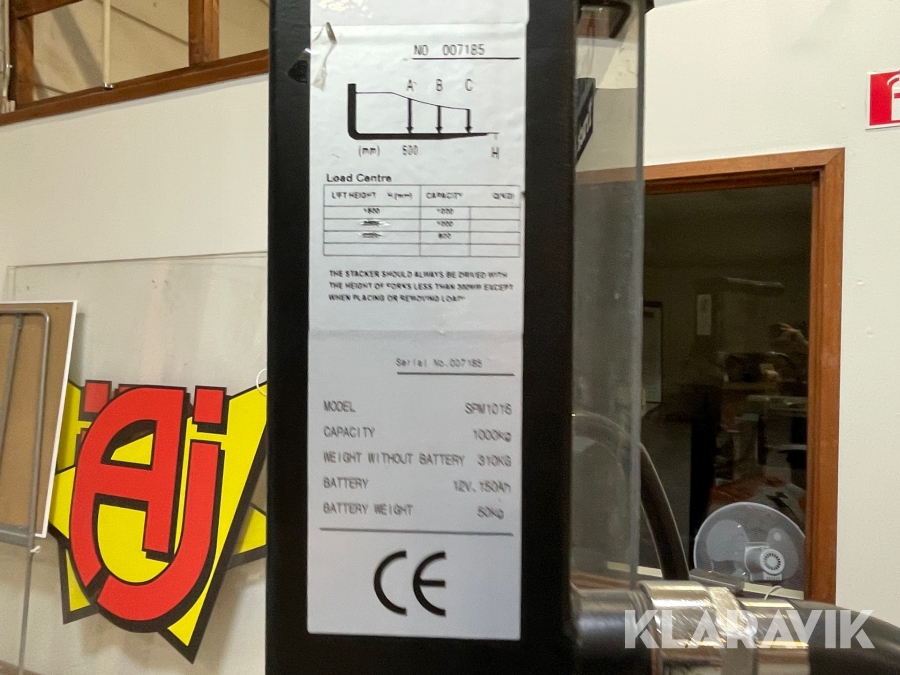 NO 007185
A B C
(mm) 600 H
Load Centre
LIFT HEIGHT H(mm) CAPACITY Q(KG)
1600 1000
1000
THE STACKER SHOULD ALWAYS BE DRIVED WITH
THE HEIGHT OF FORKS LESS THAN 300MM EXCEPT
WHEN PLACING OR REMOVING LOAD
Serial No.007185
MODEL SPM1016
CAPACITY 1000kg
WEIGHT WITHOUT BATTERY 310KG
BATTERY 12V.150Ah
BATTERY WEIGHT 50Kg
CE
AJ
KLARAVIK